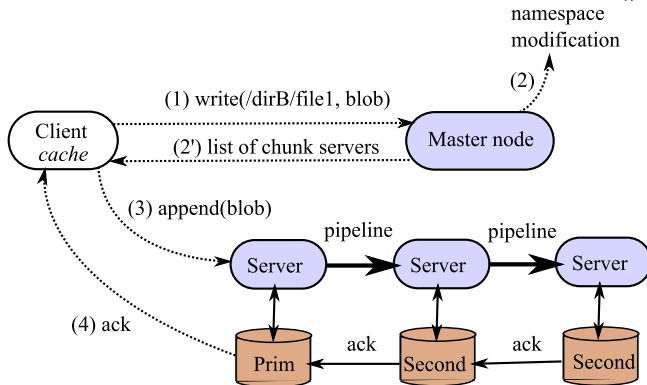 namespace
modification
(1) write(/dirB/file1, blob)
(2)
Client
cache
Master node
(2') list of chunk servers
(3) append(blob)
pipeline
pipeline
Server
Server
Server
(4) ack
ack
ack
Prim
Second
Second